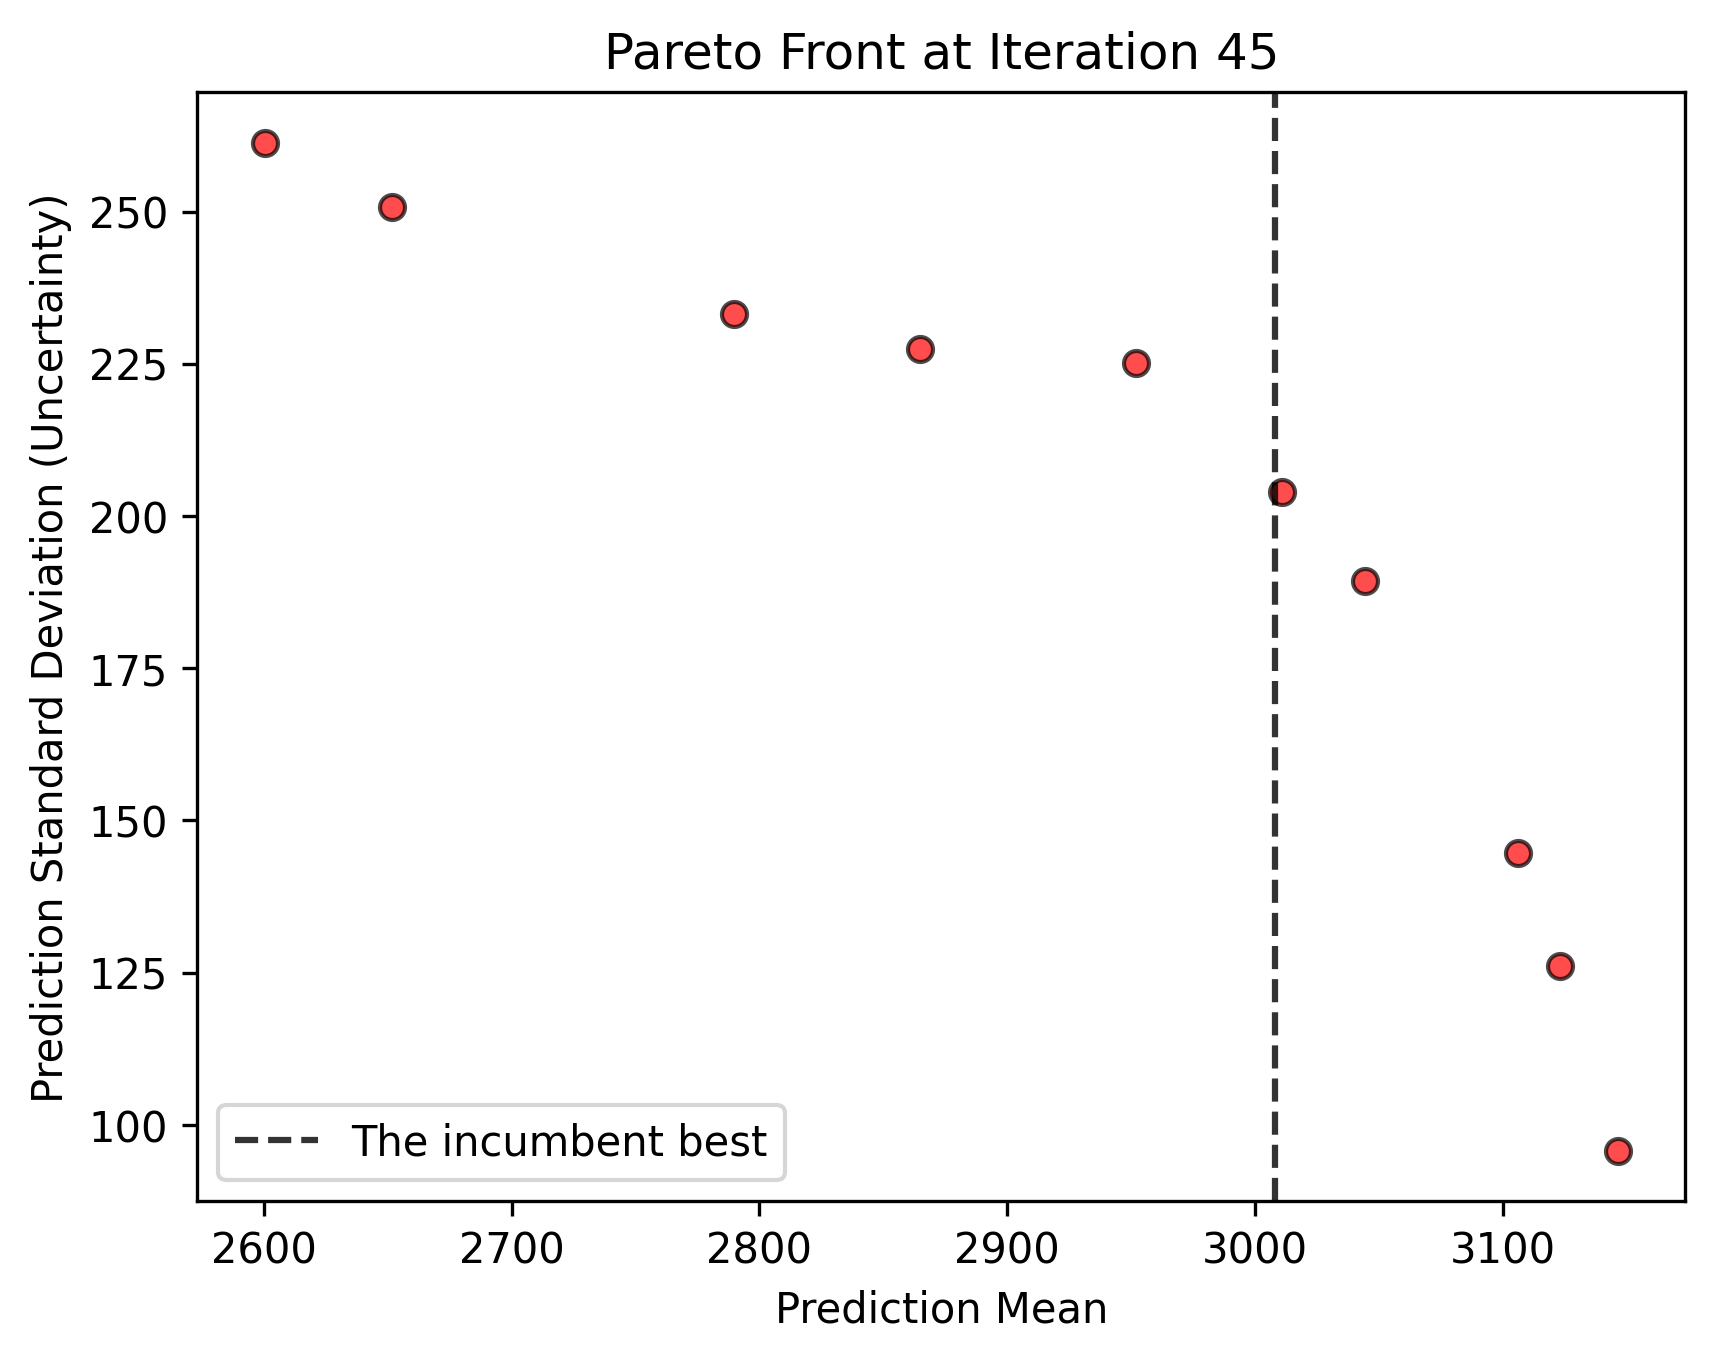 Pareto Front at Iteration 45
Prediction Standard Deviation (Uncertainty)
250
225
200
175
150
125
100
The incumbent best
2600 2700 2800 2900 3000 3100
Prediction Mean